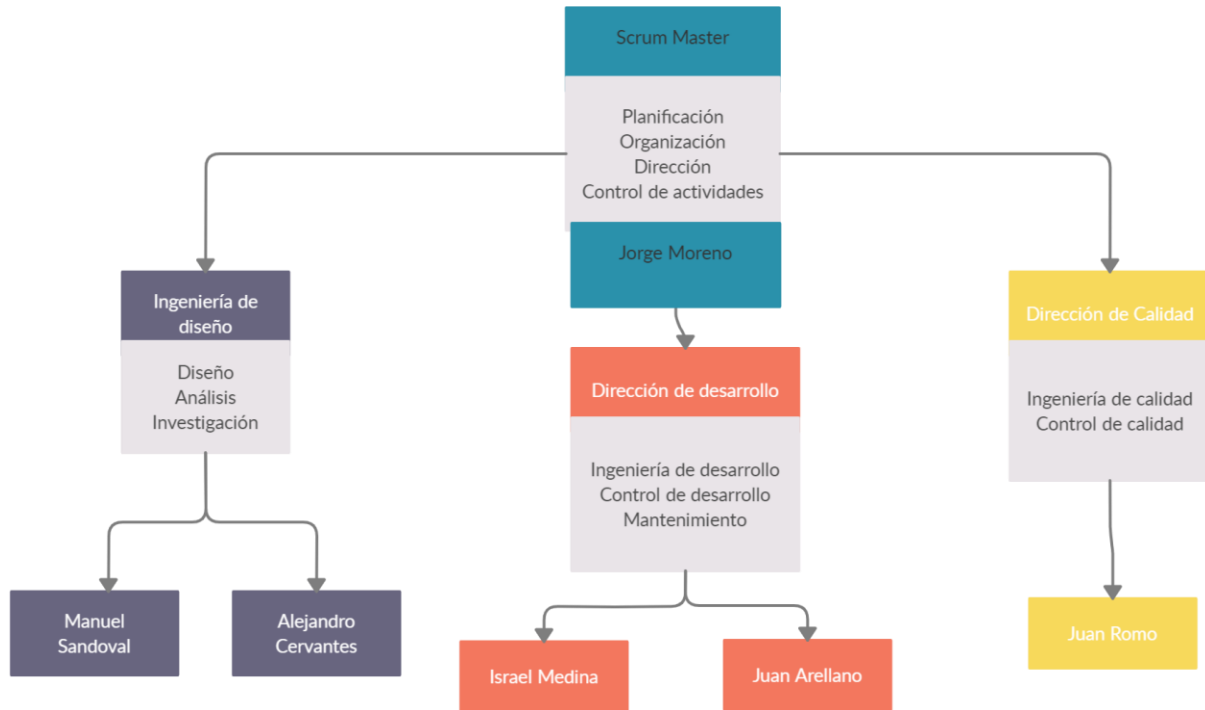 Scrum Master
Planificación
Organización
Dirección
Control de actividades
Jorge Moreno
Ingeniería de
diseño
Diseño
Análisis
Investigación
Manuel
Sandoval
Alejandro
Cervantes
Dirección de desarrollo
Ingeniería de desarrollo
Control de desarrollo
Mantenimiento
Israel Medina
Juan Arellano
Dirección de Calidad
Ingeniería de calidad
Control de calidad
Juan Romo